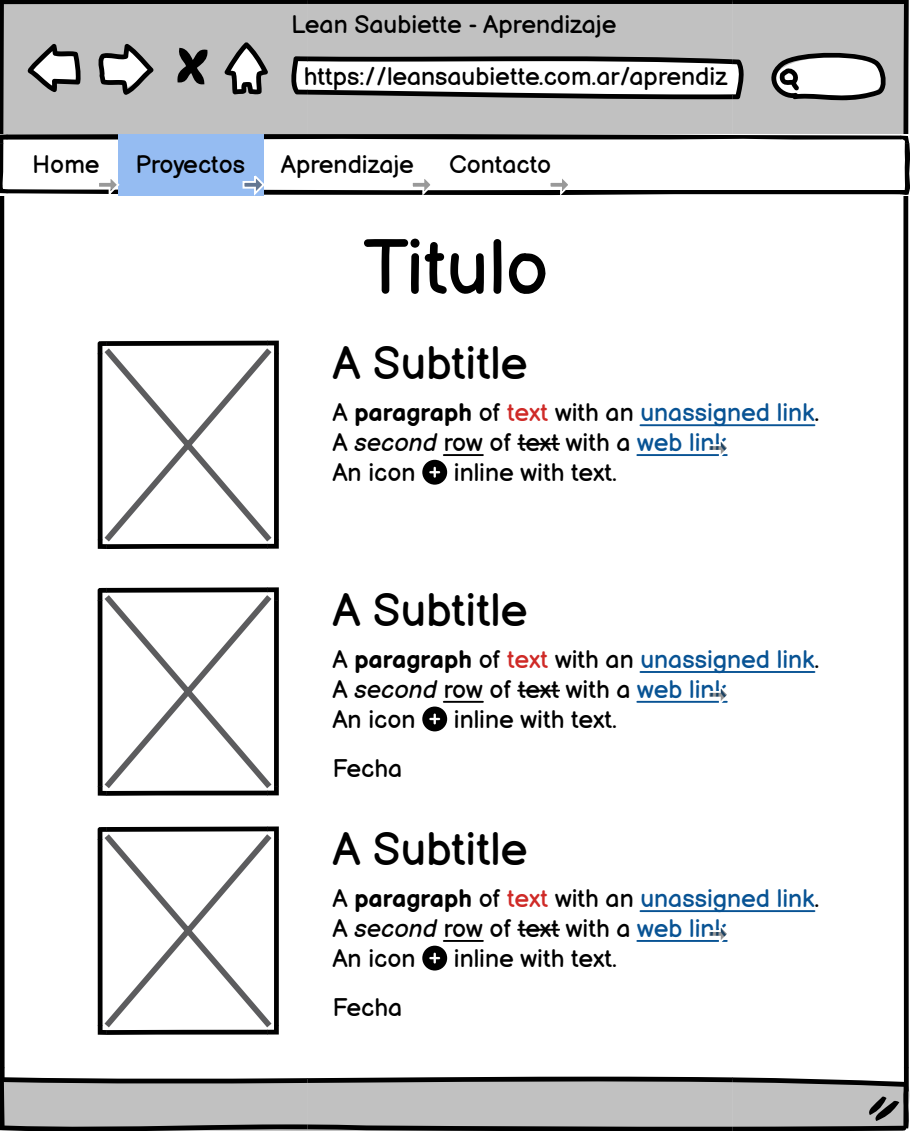 Lean Saubiette - Aprendizaje
https://leansaubiette.com.ar/aprendiz
Home Proyectos Aprendizaje Contacto
Titulo
A Subtitle
A paragraph of text with an unassigned link.
A second row of text with a web link
An icon inline with text.
A Subtitle
A paragraph of text with an unassigned link.
A second row of text with a web link
An icon inline with text.
Fecha
A Subtitle
A paragraph of text with an unassigned link.
A second row of text with a web link
An icon inline with text.
Fecha